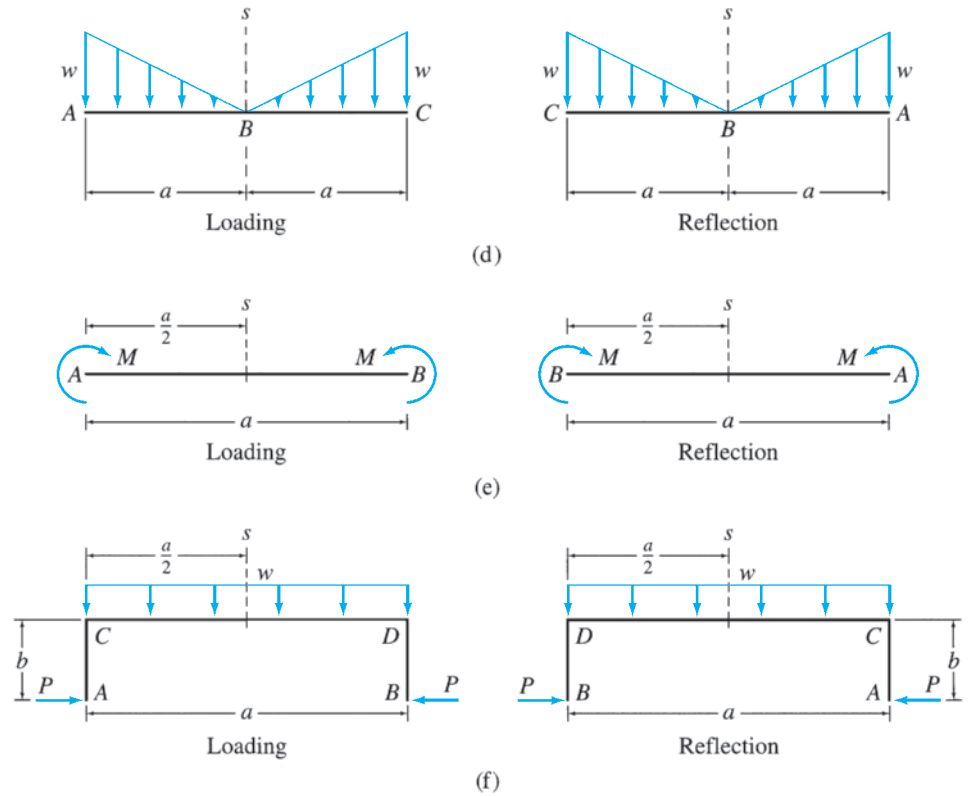 s s
w w w w
A C C A
B B
a a a a
Loading Reflection
(d)
s s
a/2 a/2
M M M M
A B B A
a a
Loading Reflection
(e)
s s
a/2 a/2
w w
C D D C
b b
P A B P P B A P
a a
Loading Reflection
(f)